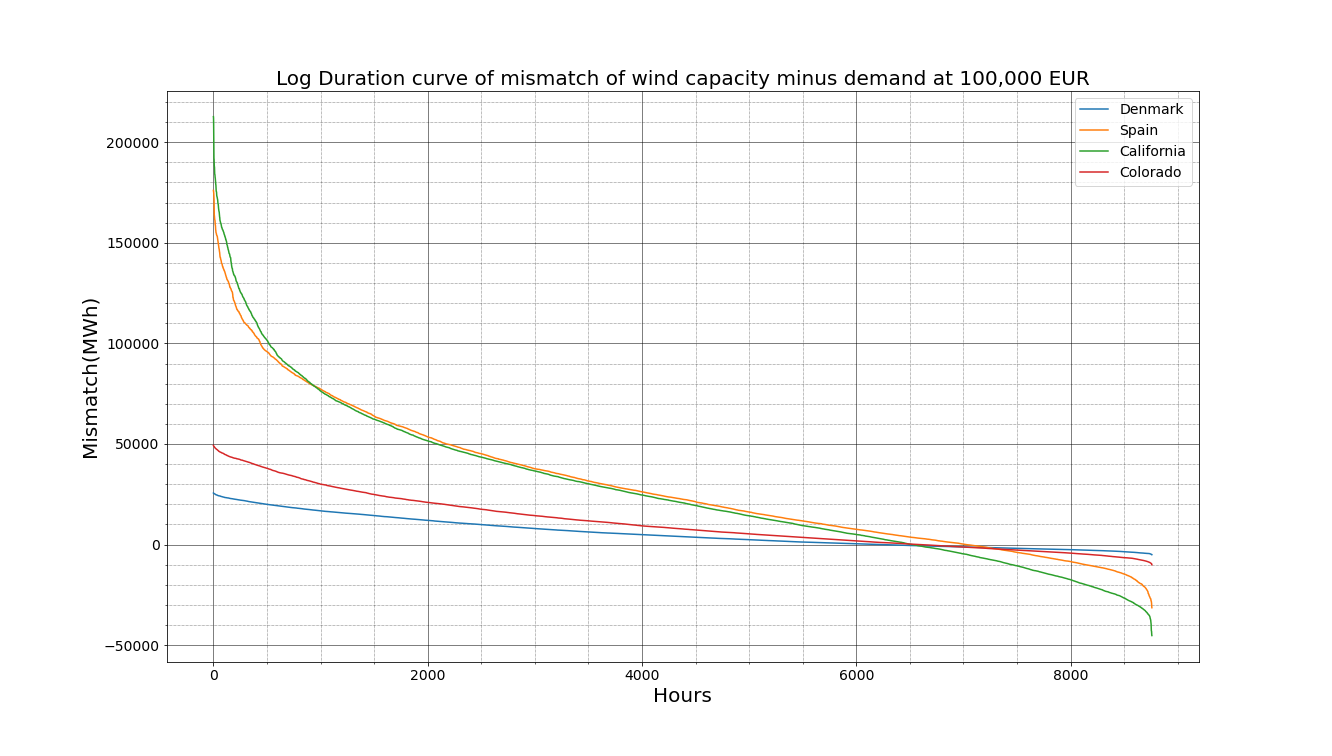 Log Duration curve of mismatch of wind capacity minus demand at 100,000 EUR
Denmark
Spain
California
Colorado
200000
150000
100000
50000
0
−50000
Mismatch(MWh)
0 2000 4000 6000 8000
Hours